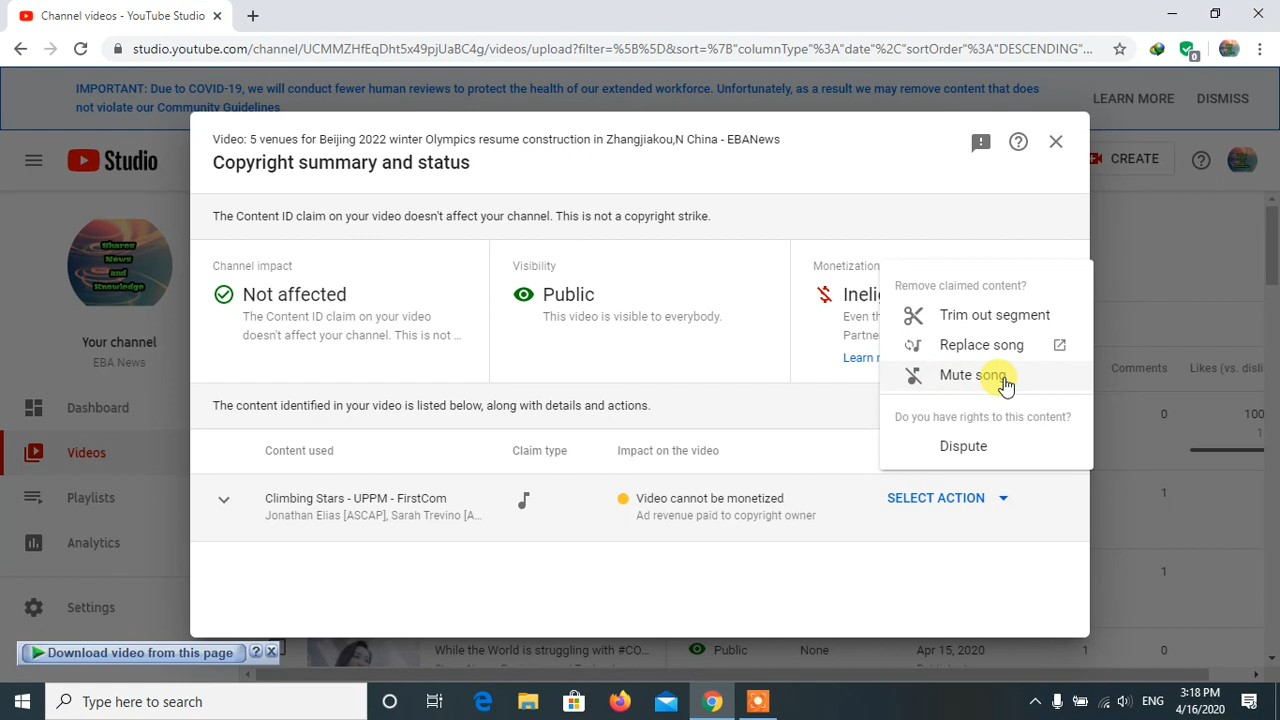 Channel videos - YouTube Studio
studio.youtube.com/channel/UCMMZHfEqDht5x49pjUaBC4g/videos/upload?filter=%5B%5D&sort=%7B"columnType"%3A"date"%2C"sortOrder"%3A"DESCENDING"...
0
IMPORTANT: Due to COVID-19, we will conduct fewer human reviews to protect the health of our extended workforce. Unfortunately, as a result we may remove content that does
not violate our Community Guidelines
LEARN MORE
DISMISS
Studio
CREATE
Video: 5 venues for Beijing 2022 winter Olympics resume construction in Zhangjiakou,N China - EBANews
Copyright summary and status
The Content ID claim on your video doesn't affect your channel. This is not a copyright strike.
Channel impact
Not affected
The Content ID claim on your video
doesn't affect your channel. This is not ...
Visibility
Public
This video is visible to everybody.
Monetization
Inelig
Even th
Partner
Learn m
Remove claimed content?
Trim out segment
Replace song
Mute song
Do you have rights to this content?
Dispute
The content identified in your video is listed below, along with details and actions.
Content used
Claim type
Impact on the video
Climbing Stars - UPPM - FirstCom
Jonathan Elias [ASCAP], Sarah Trevino [A...
Video cannot be monetized
Ad revenue paid to copyright owner
SELECT ACTION
Shares
News
and
Knowledge
Your channel
EBA News
Dashboard
Videos
Playlists
Analytics
Settings
Comments
Likes (vs. disli
0
100
1
1
While the World is struggling with #CO...
Public
None
Apr 15, 2020
1
0
Download video from this page
Type here to search
ENG
3:18 PM
4/16/2020